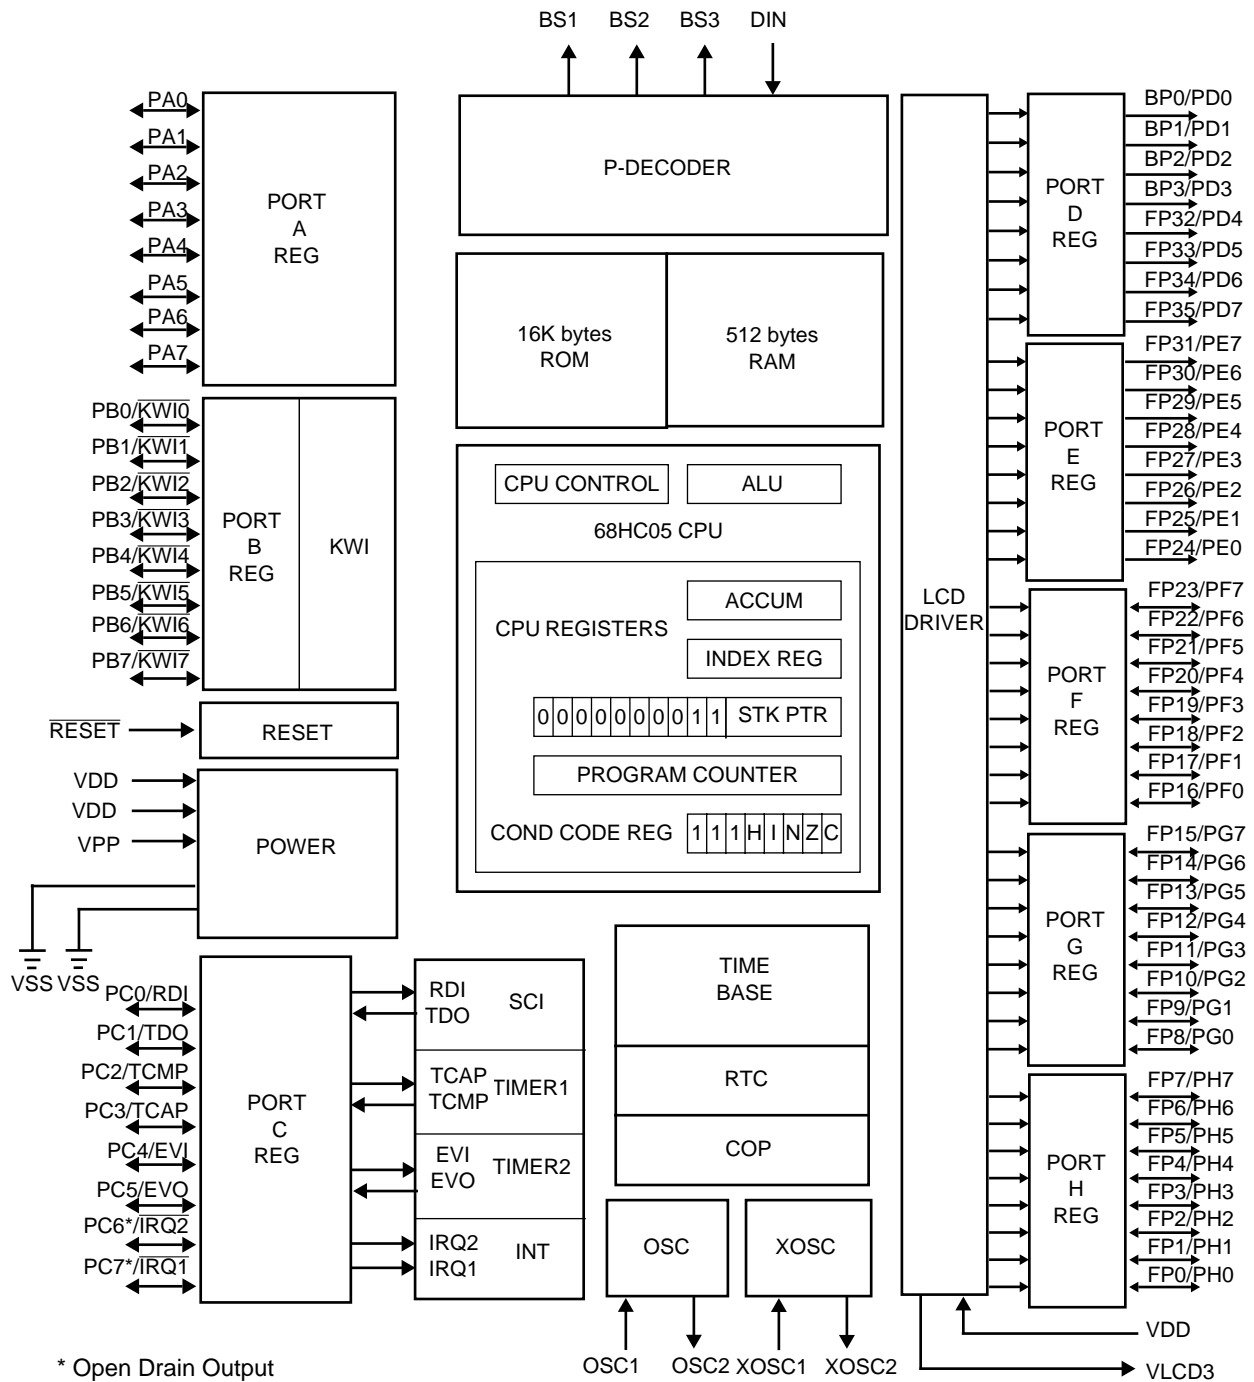 BS1 BS2 BS3 DIN
P-DECODER
PA0
PA1
PA2
PA3
PA4
PA5
PA6
PA7
PORT
A
REG
16K bytes
ROM
512 bytes
RAM
PB0/KWI0
PB1/KWI1
PB2/KWI2
PB3/KWI3
PB4/KWI4
PB5/KWI5
PB6/KWI6
PB7/KWI7
PORT
B
REG
KWI
CPU CONTROL
ALU
68HC05 CPU
CPU REGISTERS
ACCUM
INDEX REG
0 0 0 0 0 0 0 0 1 1 STK PTR
PROGRAM COUNTER
COND CODE REG 1 1 1 H I N Z C
RESET
RESET
VDD
VDD
VPP
POWER
VSS VSS
PC0/RDI
PC1/TDO
PC2/TCMP
PC3/TCAP
PC4/EVI
PC5/EVO
PC6*/IRQ2
PC7*/IRQ1
PORT
C
REG
RDI
TDO
SCI
TCAP
TCMP
TIMER1
EVI
EVO
TIMER2
IRQ2
IRQ1
INT
TIME
BASE
RTC
COP
OSC
XOSC
OSC1 OSC2 XOSC1 XOSC2
LCD
DRIVER
PORT
D
REG
BP0/PD0
BP1/PD1
BP2/PD2
BP3/PD3
FP32/PD4
FP33/PD5
FP34/PD6
FP35/PD7
PORT
E
REG
FP31/PE7
FP30/PE6
FP29/PE5
FP28/PE4
FP27/PE3
FP26/PE2
FP25/PE1
FP24/PE0
PORT
F
REG
FP23/PF7
FP22/PF6
FP21/PF5
FP20/PF4
FP19/PF3
FP18/PF2
FP17/PF1
FP16/PF0
PORT
G
REG
FP15/PG7
FP14/PG6
FP13/PG5
FP12/PG4
FP11/PG3
FP10/PG2
FP9/PG1
FP8/PG0
PORT
H
REG
FP7/PH7
FP6/PH6
FP5/PH5
FP4/PH4
FP3/PH3
FP2/PH2
FP1/PH1
FP0/PH0
VDD
VLCD3
* Open Drain Output